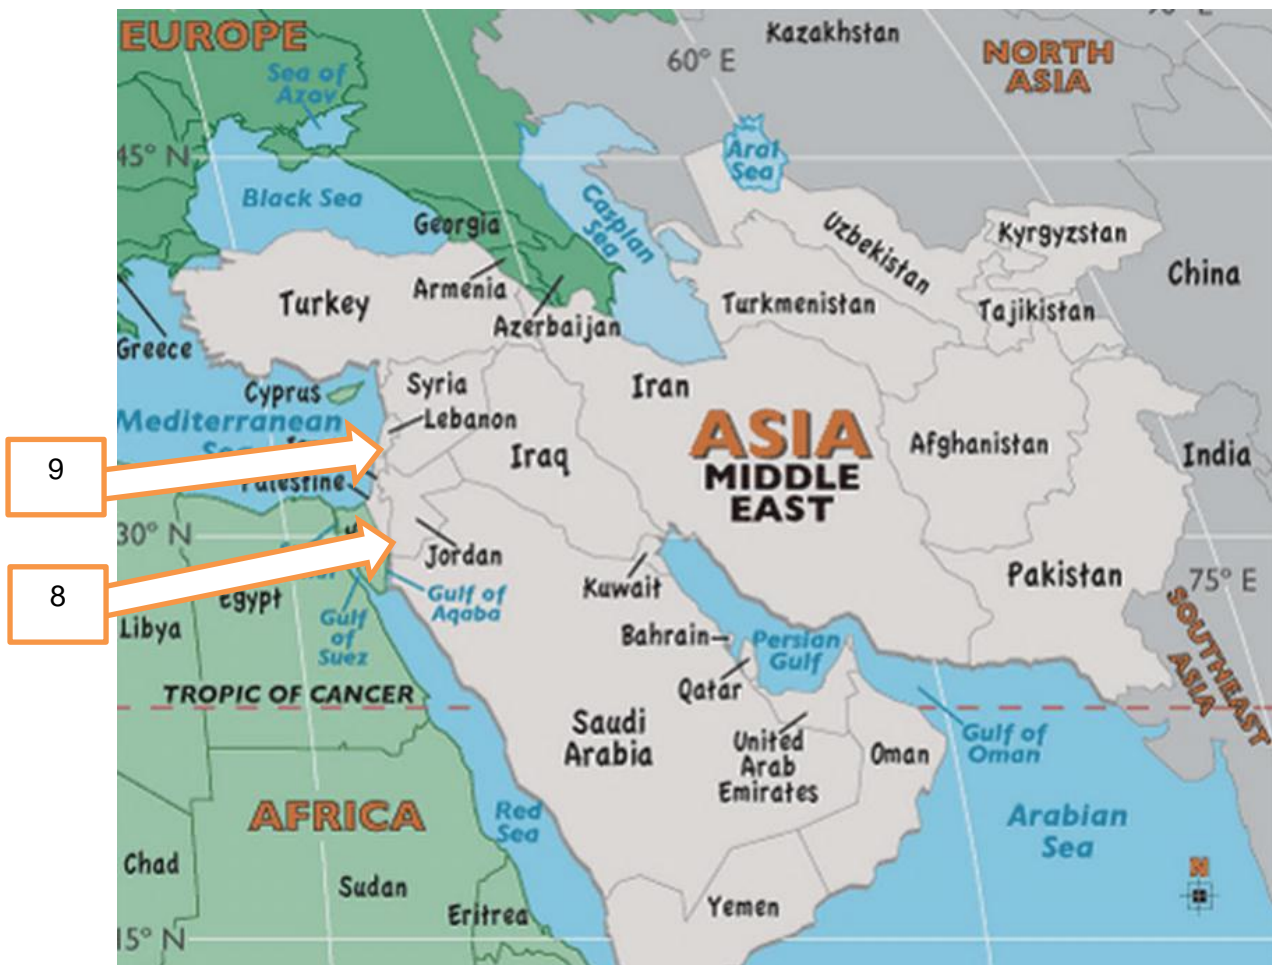 EUROPE
Kazakhstan
60° E
NORTH
ASIA
Sea of
Azov
45° N
Aral
Sea
Black Sea
Caspian
Sea
Georgia
Uzbekistan
Kyrgyzstan
China
Turkey
Armenia
Turkmenistan
Tajikistan
Azerbaijan
Greece
Cyprus
Syria
Iran
Mediterranean
Lebanon
ASIA
MIDDLE
EAST
Afghanistan
India
Iraq
9
Palestine
30° N
Jordan
8
Kuwait
Pakistan
75° E
Egypt
Gulf of
Aqaba
Gulf
of
Suez
Libya
Bahrain
Persian
Gulf
Qatar
SOUTHEAST
ASIA
TROPIC OF CANCER
Saudi
Arabia
United
Arab
Emirates
Oman
Gulf of
Oman
AFRICA
Red
Sea
Arabian
Sea
Chad
Sudan
Eritrea
Yemen
N
15° N